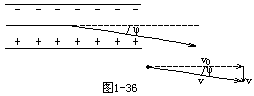 − − − − − − −
φ
+ + + + + + +
v₀
φ
v v
图1-36